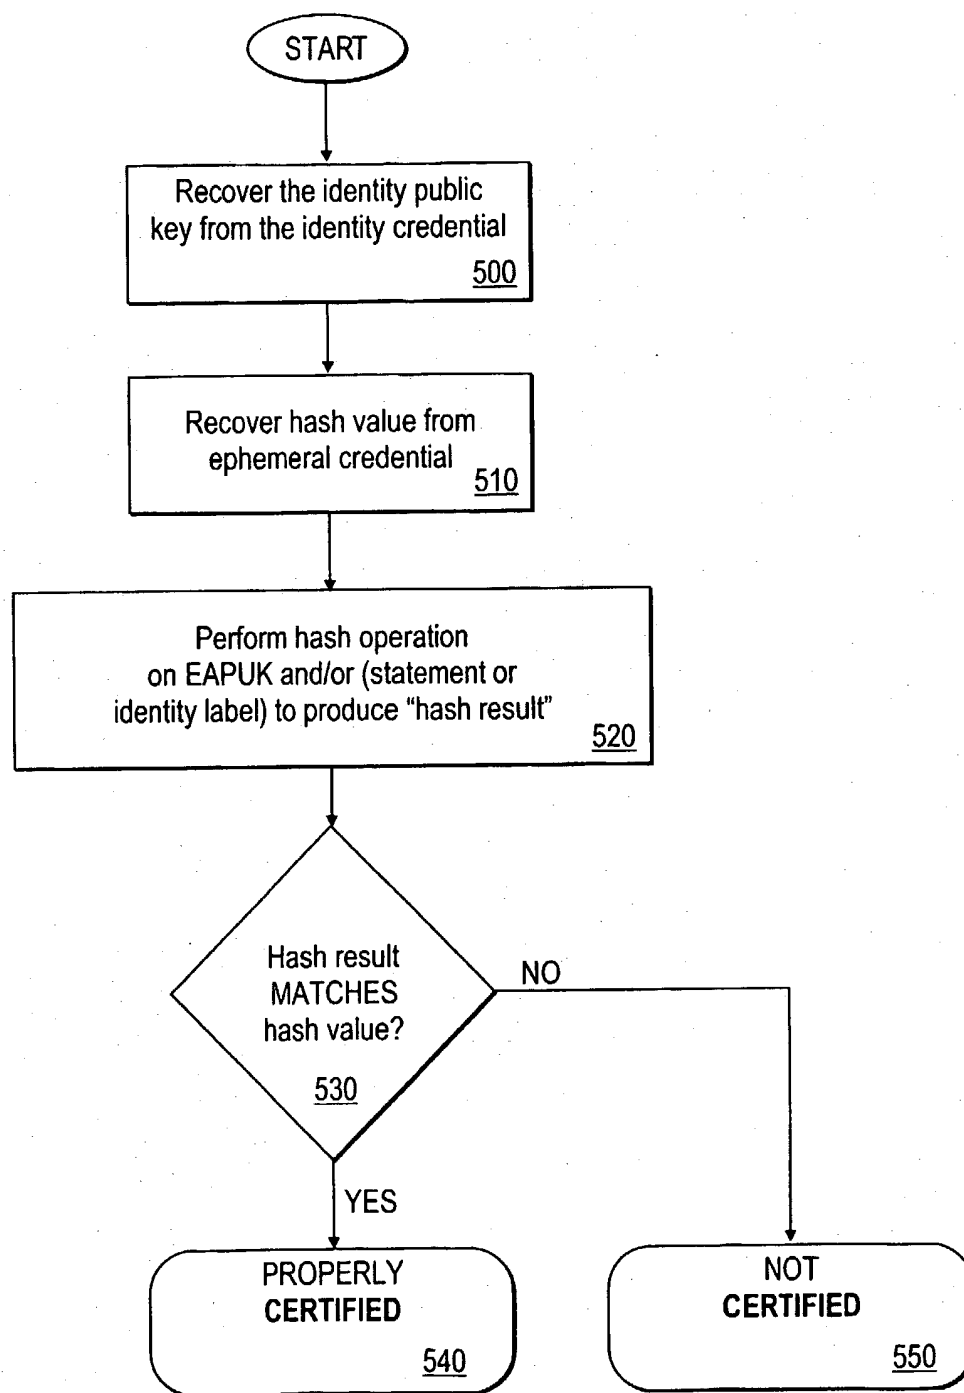 START
Recover the identity public
key from the identity credential
500
Recover hash value from
ephemeral credential
510
Perform hash operation
on EAPUK and/or (statement or
identity label) to produce “hash result”
520
Hash result
MATCHES
hash value?
530
NO
YES
PROPERLY
CERTIFIED
540
NOT
CERTIFIED
550